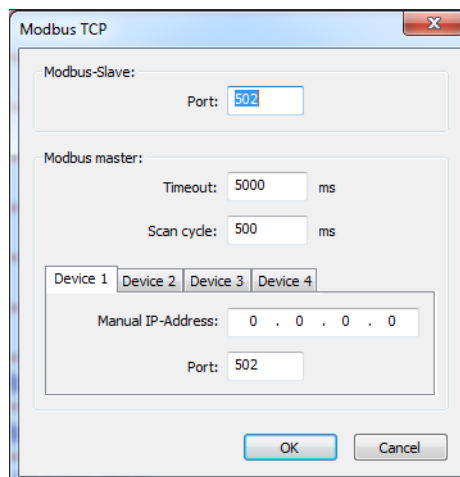 Modbus TCP
Modbus-Slave:
Port: 502
Modbus master:
Timeout: 5000 ms
Scan cycle: 500 ms
Device 1 Device 2 Device 3 Device 4
Manual IP-Address: 0 . 0 . 0 . 0
Port: 502
OK Cancel